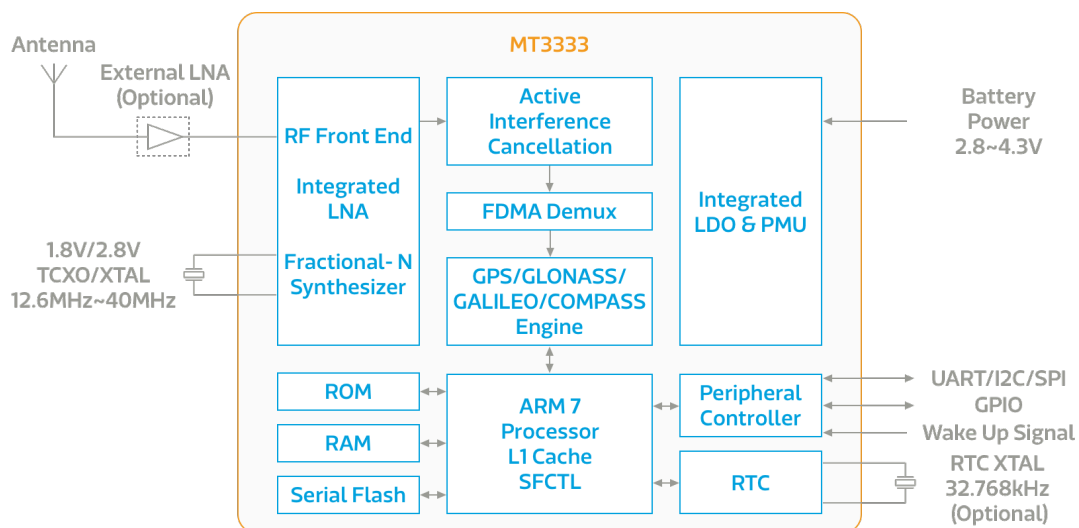 MT3333
Antenna
External LNA
(Optional)
RF Front End
Integrated
LNA
Fractional- N
Synthesizer
1.8V/2.8V
TCXO/XTAL
12.6MHz~40MHz
Active
Interference
Cancellation
FDMA Demux
GPS/GLONASS/
GALILEO/COMPASS
Engine
Integrated
LDO & PMU
Battery
Power
2.8~4.3V
ROM
RAM
Serial Flash
ARM 7
Processor
L1 Cache
SFCTL
Peripheral
Controller
RTC
UART/I2C/SPI
GPIO
Wake Up Signal
RTC XTAL
32.768kHz
(Optional)